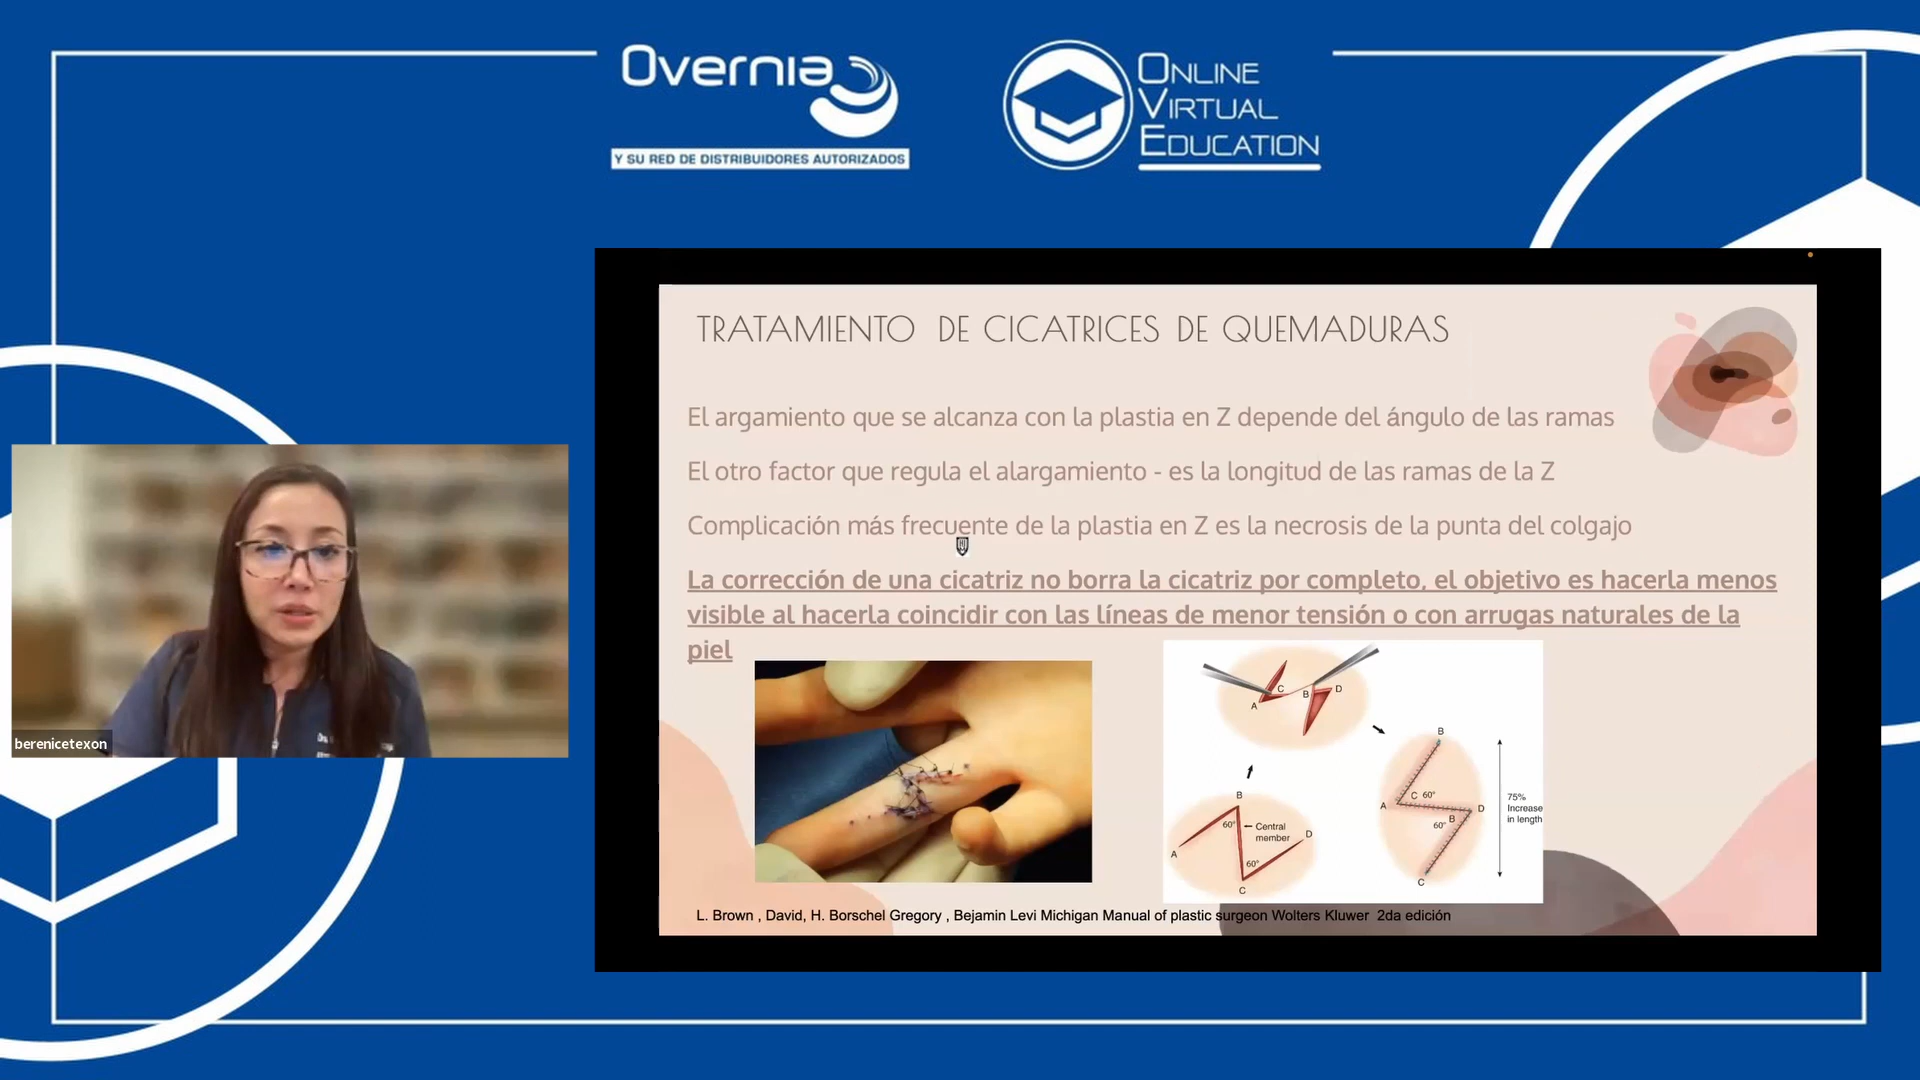 Overnia
Y SU RED DE DISTRIBUIDORES AUTORIZADOS
ONLINE
VIRTUAL
EDUCATION
TRATAMIENTO DE CICATRICES DE QUEMADURAS
El argamiento que se alcanza con la plastia en Z depende del ángulo de las ramas
El otro factor que regula el alargamiento - es la longitud de las ramas de la Z
Complicación más frecuente de la plastia en Z es la necrosis de la punta del colgajo
La corrección de una cicatriz no borra la cicatriz por completo, el objetivo es hacerla menos
visible al hacerla coincidir con las líneas de menor tensión o con arrugas naturales de la
piel
berenicetexon
A
C
B
D
B
A
C 60°
D
60° B
C
75%
Increase
in length
B
60°
Central
member
D
A
60°
C
L. Brown , David, H. Borschel Gregory , Bejamin Levi Michigan Manual of plastic surgeon Wolters Kluwer 2da edición